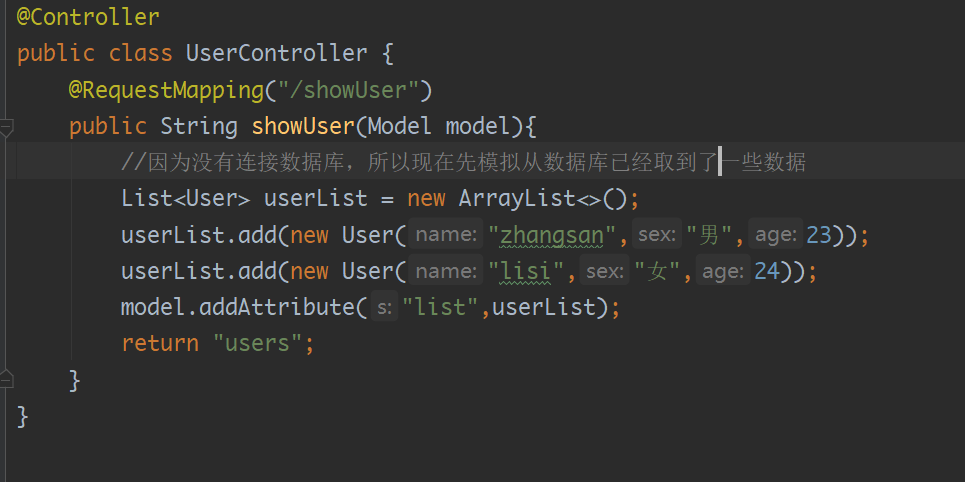 @Controller
public class UserController {
@RequestMapping("/showUser")
public String showUser(Model model){
//因为没有连接数据库，所以现在先模拟从数据库已经取到了一些数据
List<User> userList = new ArrayList<>();
userList.add(new User( name: "zhangsan", sex: "男", age: 23));
userList.add(new User( name: "lisi", sex: "女", age: 24));
model.addAttribute( s: "list",userList);
return "users";
}
}